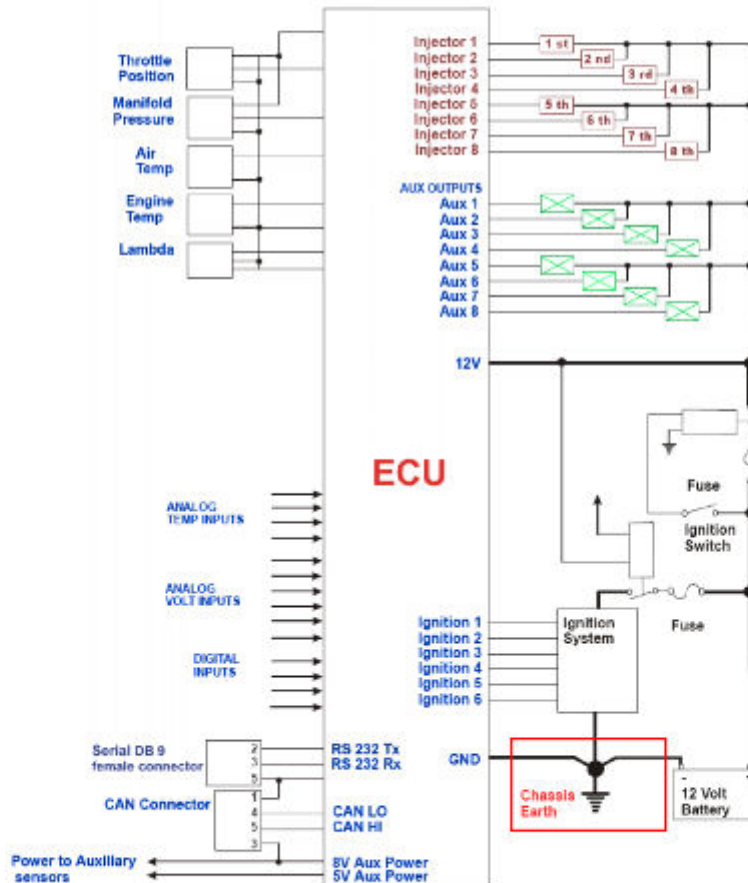 Throttle
Position
Manifold
Pressure
Air
Temp
Engine
Temp
Lambda
Injector 1
Injector 2
Injector 3
Injector 4
Injector 5
Injector 6
Injector 7
Injector 8
1 st
2 nd
3 rd
4 th
5 th
6 th
7 th
8 th
AUX OUTPUTS
Aux 1
Aux 2
Aux 3
Aux 4
Aux 5
Aux 6
Aux 7
Aux 8
12V
ECU
Fuse
Ignition
Switch
ANALOG
TEMP INPUTS
ANALOG
VOLT INPUTS
DIGITAL
INPUTS
Ignition 1
Ignition 2
Ignition 3
Ignition 4
Ignition 5
Ignition 6
Ignition
System
Fuse
GND
Chassis
Earth
-
12 Volt
Battery
Serial DB 9
female connector
2
3
5
RS 232 Tx
RS 232 Rx
CAN Connector
1
4
5
3
CAN LO
CAN HI
Power to Auxiliary
sensors
8V Aux Power
5V Aux Power